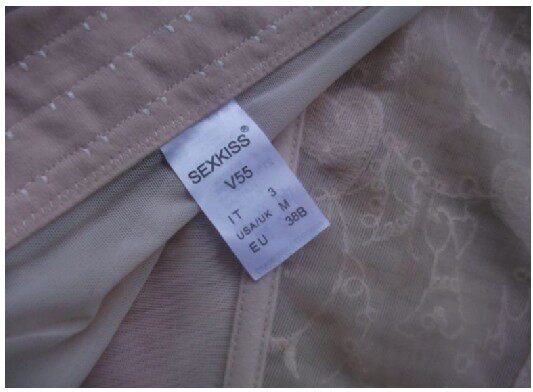 SEXKISS®
V55
IT 3
USA/UK M
EU 38B